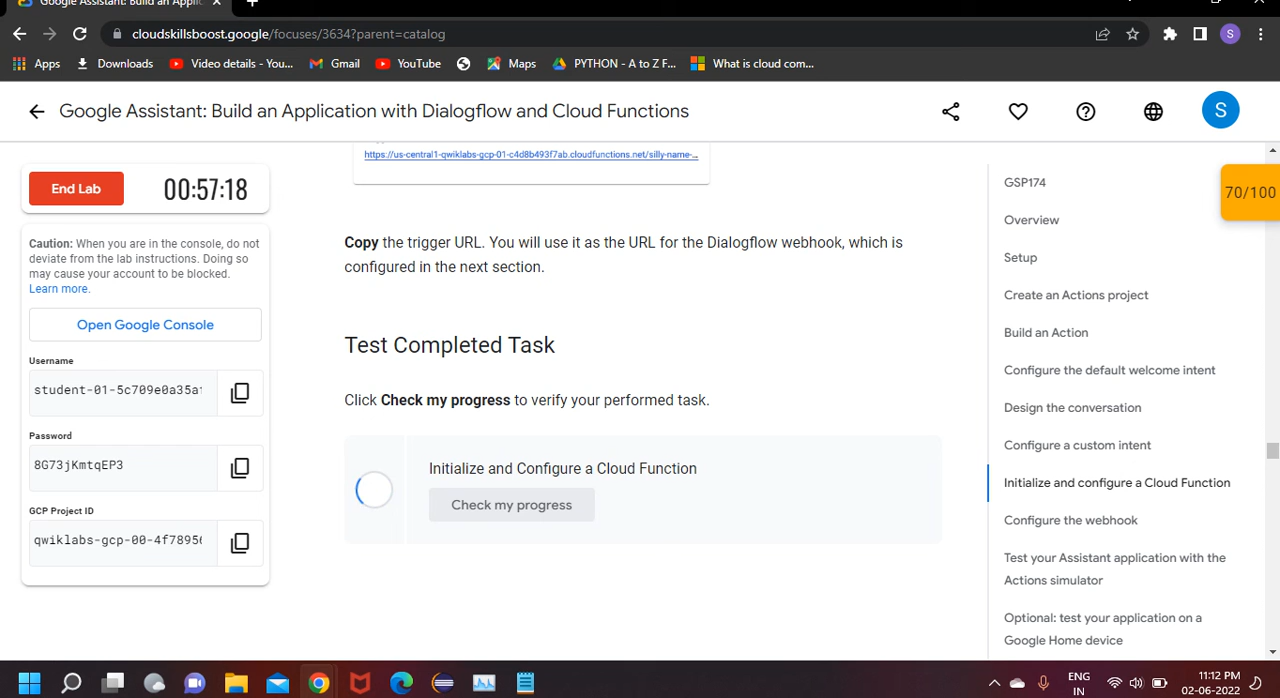 Google Assistant: Build an Applic
cloudskillsboost.google/focuses/3634?parent=catalog
S
Apps
Downloads
Video details - You...
Gmail
YouTube
Maps
PYTHON - A to Z F...
What is cloud com...
Google Assistant: Build an Application with Dialogflow and Cloud Functions
S
https://us-central1-qwiklabs-gcp-01-c4d8b493f7ab.cloudfunctions.net/silly-name-...
End Lab
00:57:18
Caution: When you are in the console, do not
deviate from the lab instructions. Doing so
may cause your account to be blocked.
Learn more.
Open Google Console
Username
student-01-5c709e0a35a
Password
8G73jKmtqEP3
GCP Project ID
qwiklabs-gcp-00-4f7895
Copy the trigger URL. You will use it as the URL for the Dialogflow webhook, which is
configured in the next section.
Test Completed Task
Click Check my progress to verify your performed task.
Initialize and Configure a Cloud Function
Check my progress
GSP174
70/100
Overview
Setup
Create an Actions project
Build an Action
Configure the default welcome intent
Design the conversation
Configure a custom intent
Initialize and configure a Cloud Function
Configure the webhook
Test your Assistant application with the
Actions simulator
Optional: test your application on a
Google Home device
ENG
IN
11:12 PM
02-06-2022